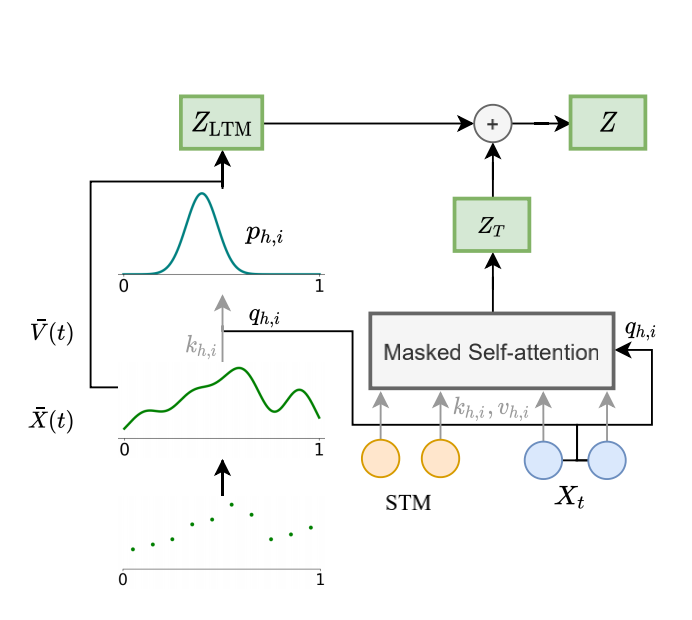 Z_LTM
+
Z
Z_T
p_{h,i}
0 1
q_{h,i}
q_{h,i}
V̄(t)
k_{h,i}
Masked Self-attention
X̄(t)
k_{h,i}, v_{h,i}
0 1
STM
X_t
0 1